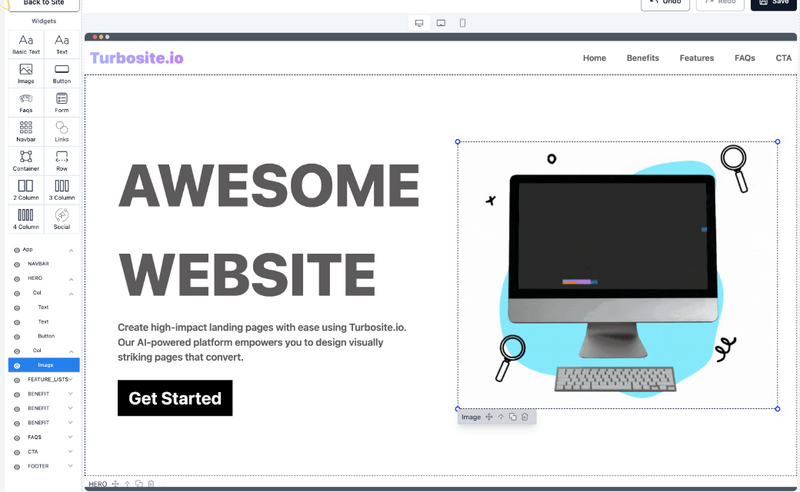 Back to Site
Undo
Redo
Save
Widgets
Aa
Aa
Basic Text
Text
Image
Button
Faqs
Form
Navbar
Links
Container
Row
2 Column
3 Column
4 Column
Social
App
NAVBAR
HERO
Col
Text
Text
Button
Col
Image
FEATURE_LISTS
BENEFIT
BENEFIT
BENEFIT
FAQS
CTA
FOOTER
Turbosite.io
Home
Benefits
Features
FAQs
CTA
AWESOME
WEBSITE
Create high-impact landing pages with ease using Turbosite.io.
Our AI-powered platform empowers you to design visually
striking pages that convert.
Get Started
Image
HERO